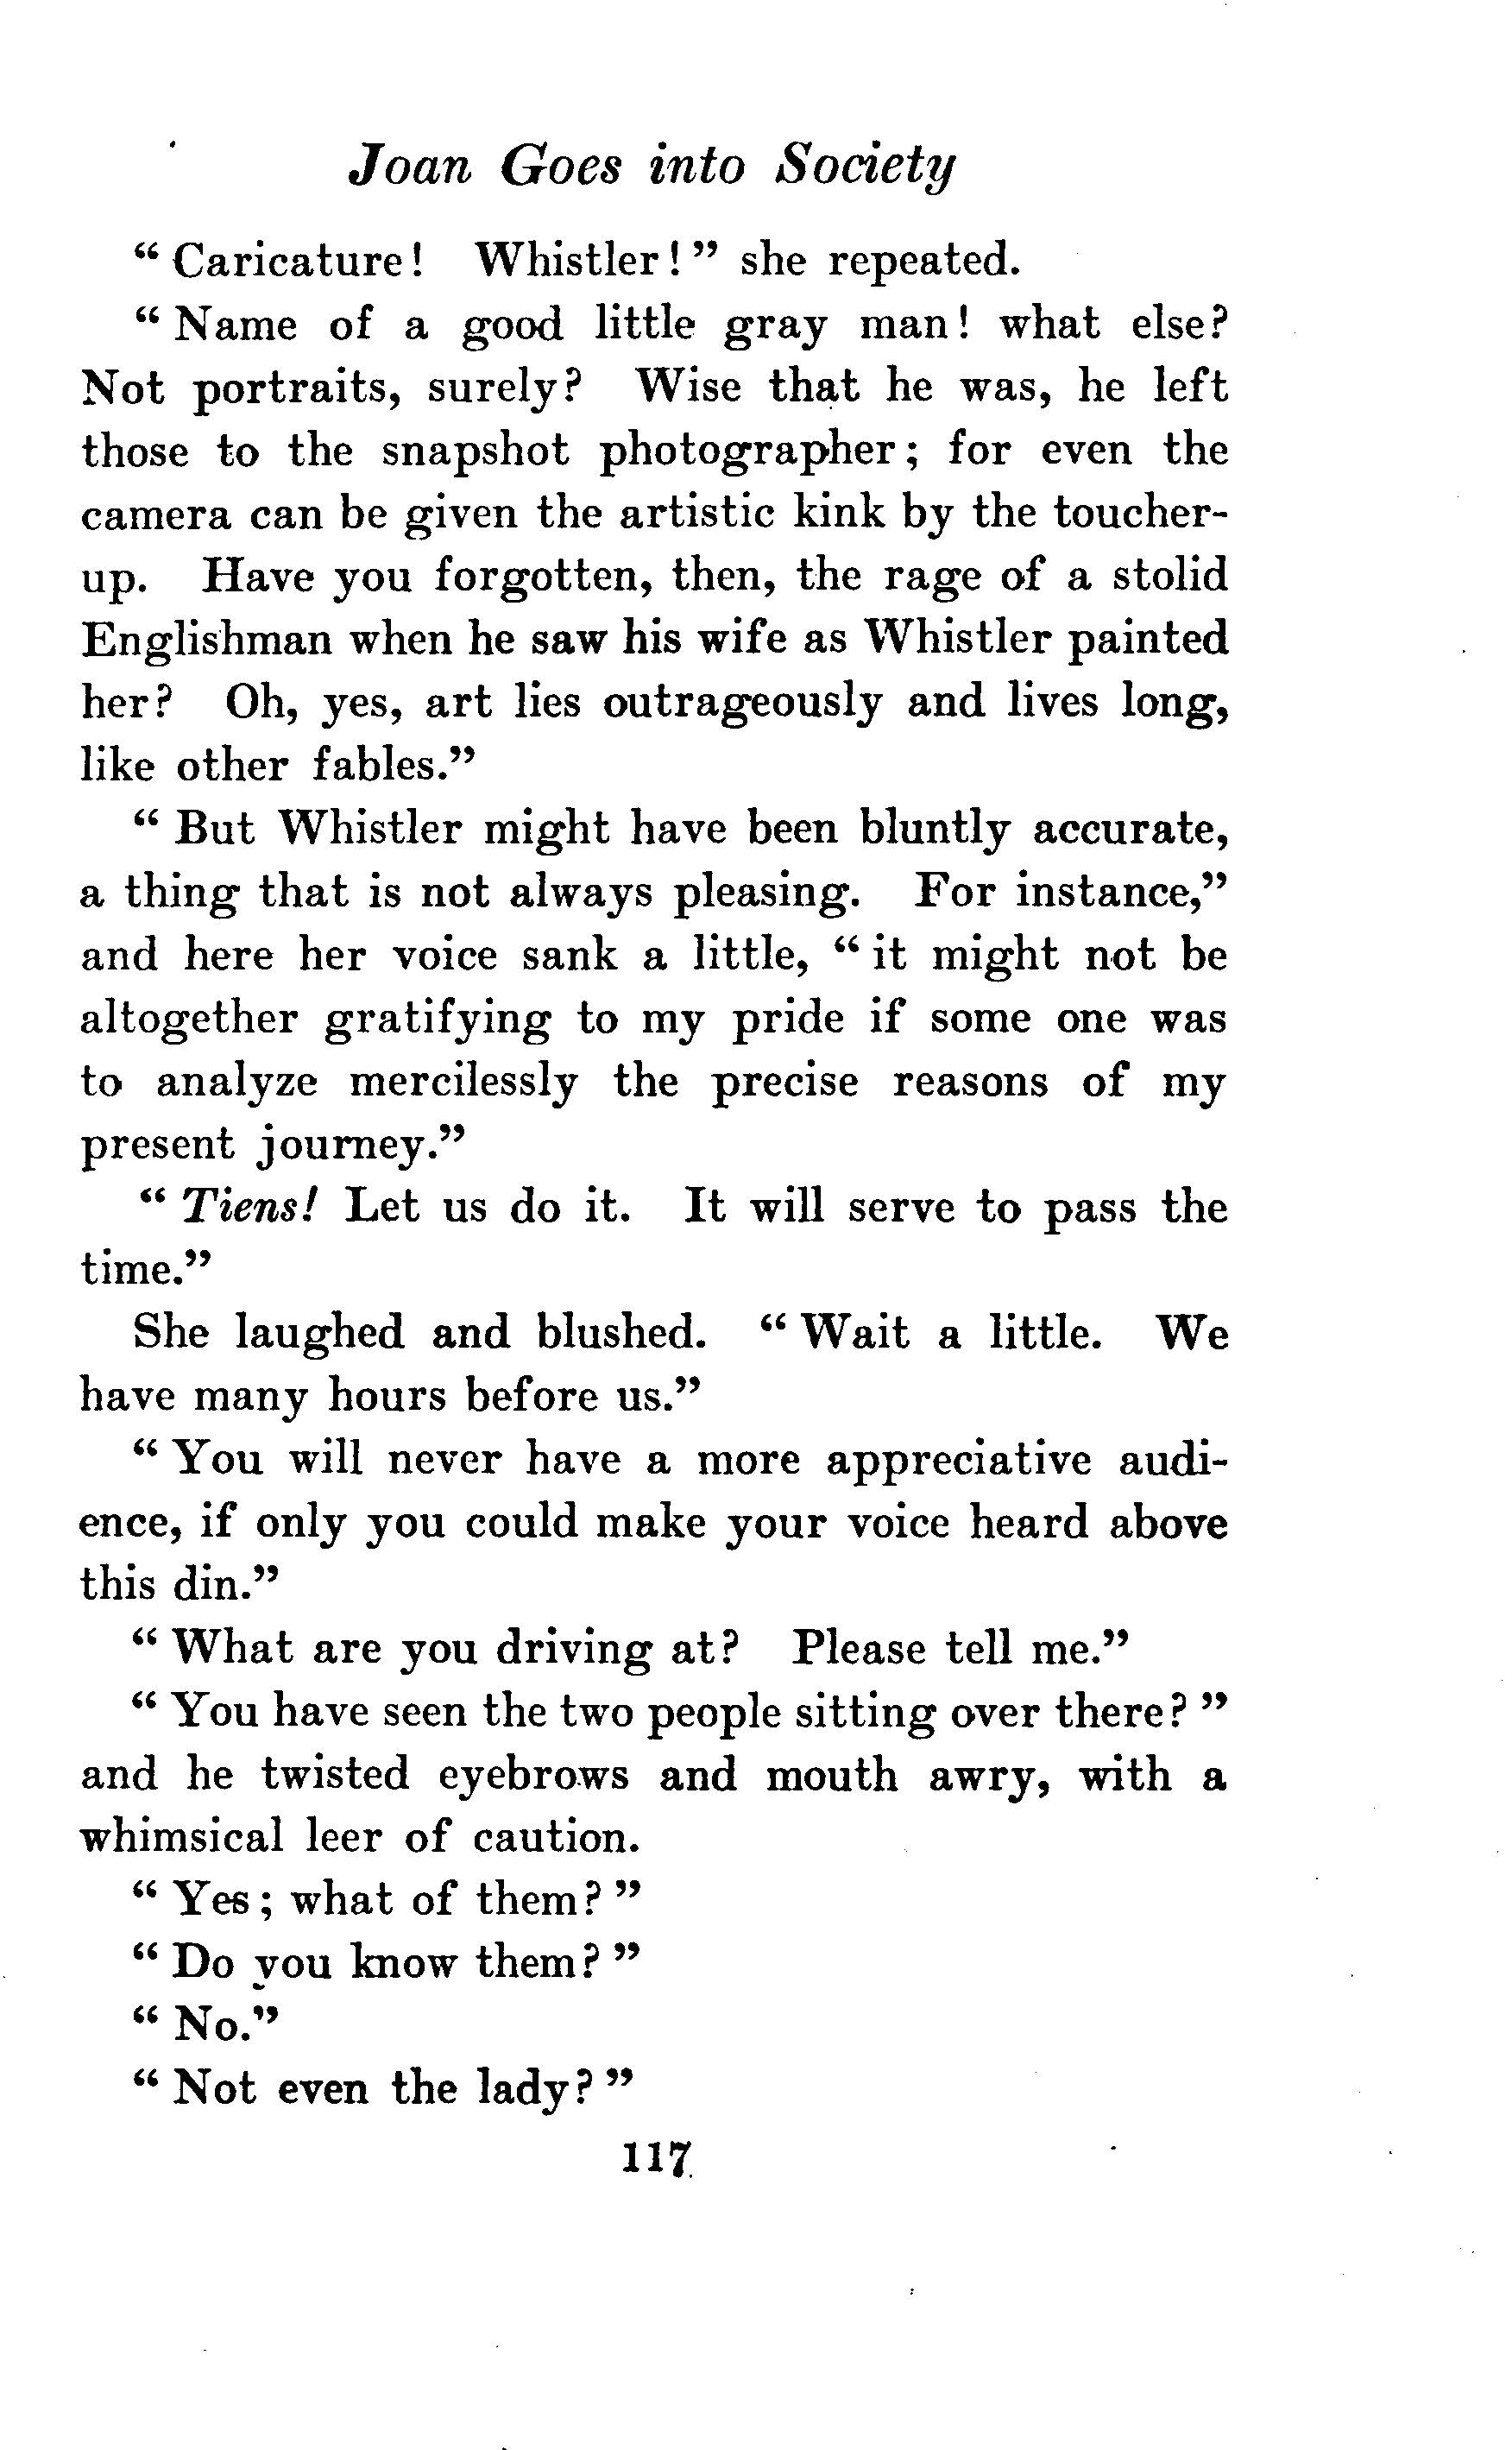 Joan Goes into Society
"Caricature! Whistler!" she repeated.
"Name of a good little gray man! what else?
Not portraits, surely? Wise that he was, he left
those to the snapshot photographer; for even the
camera can be given the artistic kink by the toucher-
up. Have you forgotten, then, the rage of a stolid
Englishman when he saw his wife as Whistler painted
her? Oh, yes, art lies outrageously and lives long,
like other fables."
"But Whistler might have been bluntly accurate,
a thing that is not always pleasing. For instance,"
and here her voice sank a little, "it might not be
altogether gratifying to my pride if some one was
to analyze mercilessly the precise reasons of my
present journey."
"Tiens! Let us do it. It will serve to pass the
time."
She laughed and blushed. "Wait a little. We
have many hours before us."
"You will never have a more appreciative audi-
ence, if only you could make your voice heard above
this din."
"What are you driving at? Please tell me."
"You have seen the two people sitting over there?"
and he twisted eyebrows and mouth awry, with a
whimsical leer of caution.
"Yes; what of them?"
"Do you know them?"
"No."
"Not even the lady?"
117